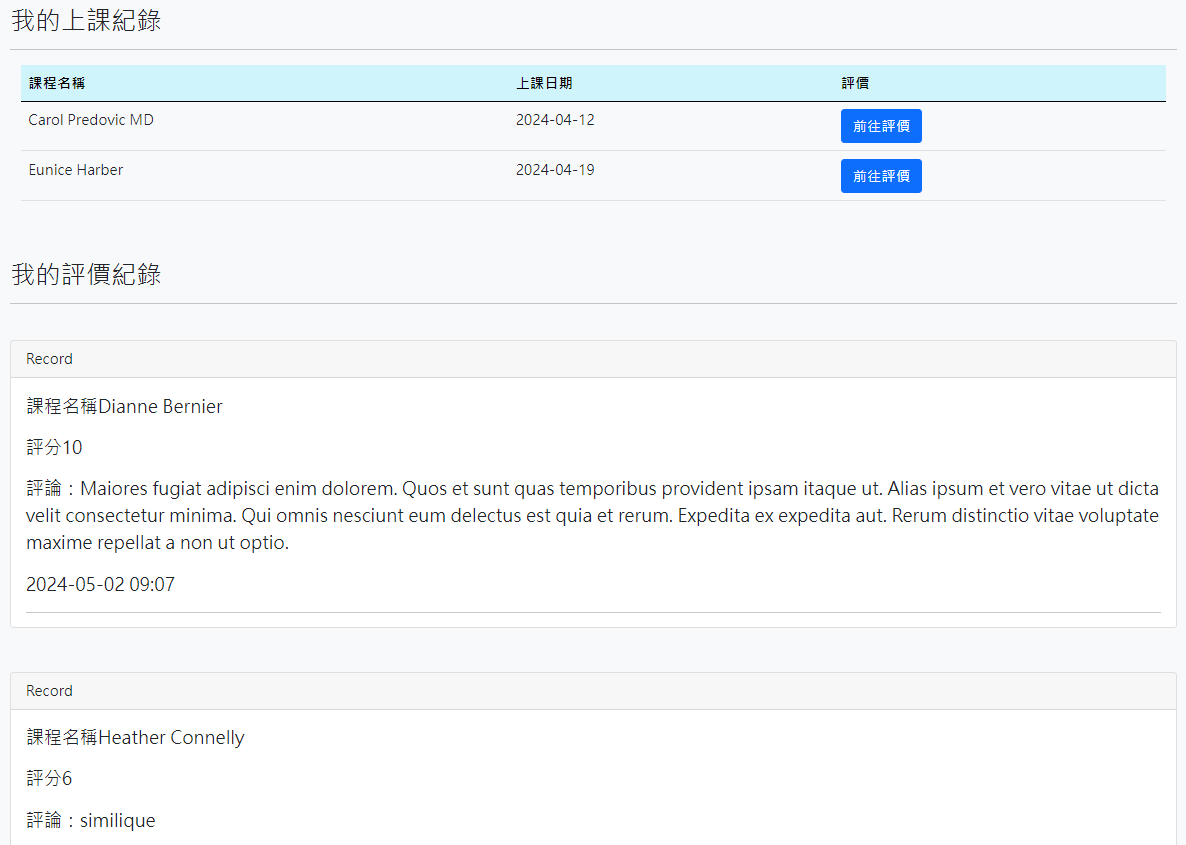 我的上課紀錄
課程名稱 上課日期 評價
Carol Predovic MD 2024-04-12 前往評價
Eunice Harber 2024-04-19 前往評價
我的評價紀錄
Record
課程名稱Dianne Bernier
評分10
評論：Maiores fugiat adipisci enim dolorem. Quos et sunt quas temporibus provident ipsam itaque ut. Alias ipsum et vero vitae ut dicta
velit consectetur minima. Qui omnis nesciunt eum delectus est quia et rerum. Expedita ex expedita aut. Rerum distinctio vitae voluptate
maxime repellat a non ut optio.
2024-05-02 09:07
Record
課程名稱Heather Connelly
評分6
評論：similique